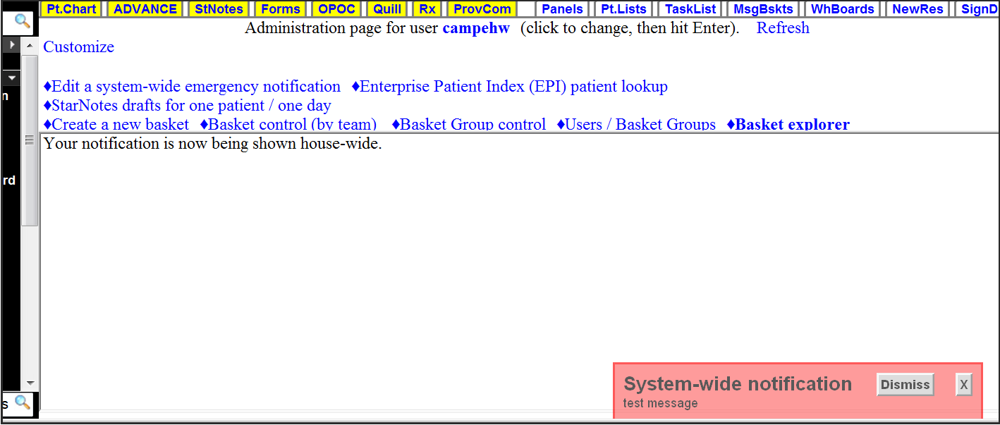 Pt.Chart ADVANCE StNotes Forms OPOC Quill Rx ProvCom Panels Pt.Lists TaskList MsgBskts WhBoards NewRes SignD
Administration page for user campehw (click to change, then hit Enter). Refresh
Customize
♦Edit a system-wide emergency notification ♦Enterprise Patient Index (EPI) patient lookup
n
♦StarNotes drafts for one patient / one day
♦Create a new basket ♦Basket control (by team) ♦Basket Group control ♦Users / Basket Groups ♦Basket explorer
Your notification is now being shown house-wide.
rd
System-wide notification Dismiss X
test message
s